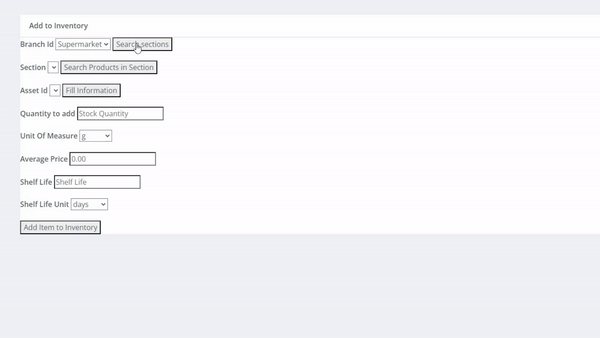 Add to Inventory
Branch Id Supermarket Search sections
Section Search Products in Section
Asset Id Fill Information
Quantity to add Stock Quantity
Unit Of Measure g
Average Price 0.00
Shelf Life Shelf Life
Shelf Life Unit days
Add Item to Inventory